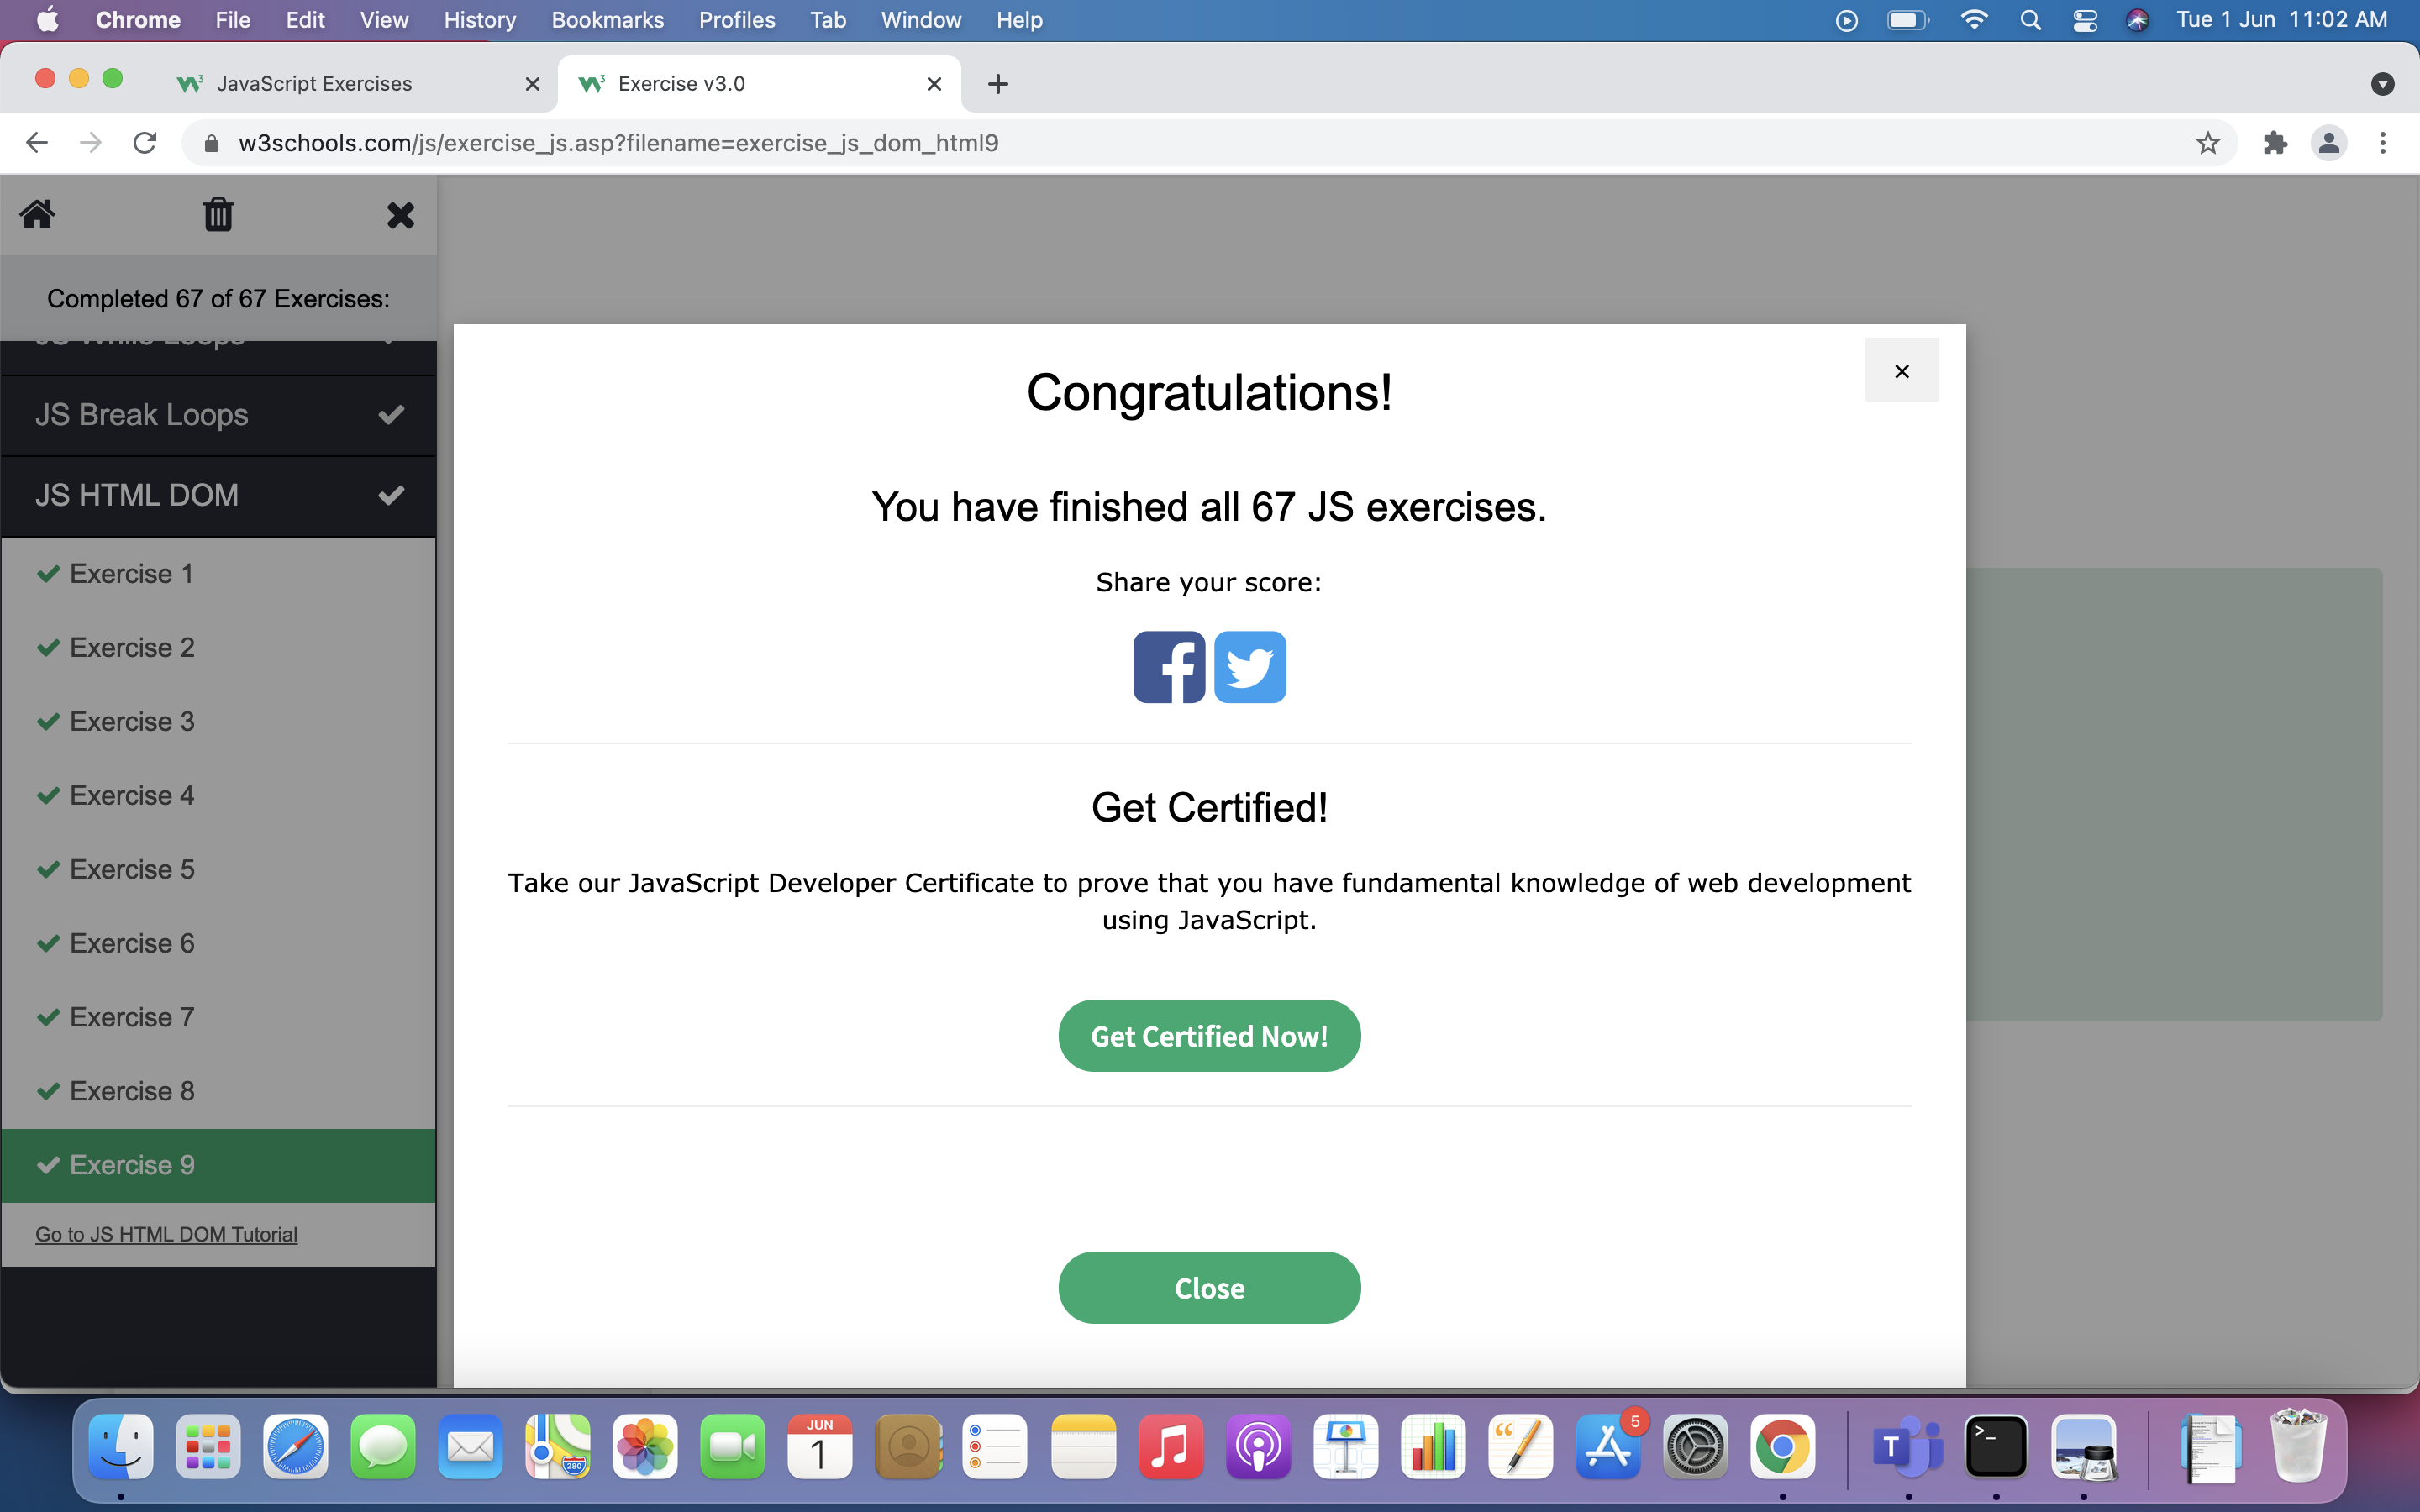 Chrome File Edit View History Bookmarks Profiles Tab Window Help Tue 1 Jun 11:02 AM
JavaScript Exercises Exercise v3.0
w3schools.com/js/exercise_js.asp?filename=exercise_js_dom_html9
Completed 67 of 67 Exercises:
JS While Loops
JS Break Loops
JS HTML DOM
Exercise 1
Exercise 2
Exercise 3
Exercise 4
Exercise 5
Exercise 6
Exercise 7
Exercise 8
Exercise 9
Go to JS HTML DOM Tutorial
Congratulations!
You have finished all 67 JS exercises.
Share your score:
Get Certified!
Take our JavaScript Developer Certificate to prove that you have fundamental knowledge of web development
using JavaScript.
Get Certified Now!
Close
280
JUN
1
5
T
>_